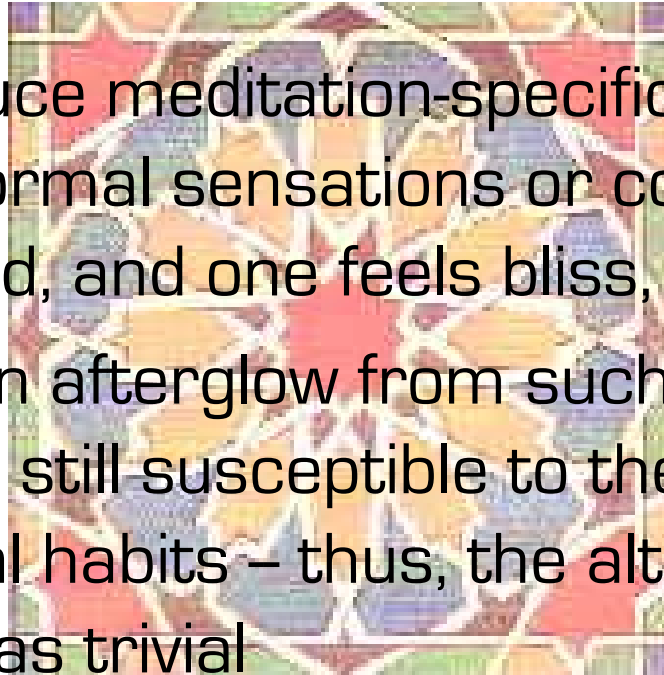 uce meditation-specific
ormal sensations or co
d, and one feels bliss,
n afterglow from such
still susceptible to the
al habits – thus, the alt
as trivial